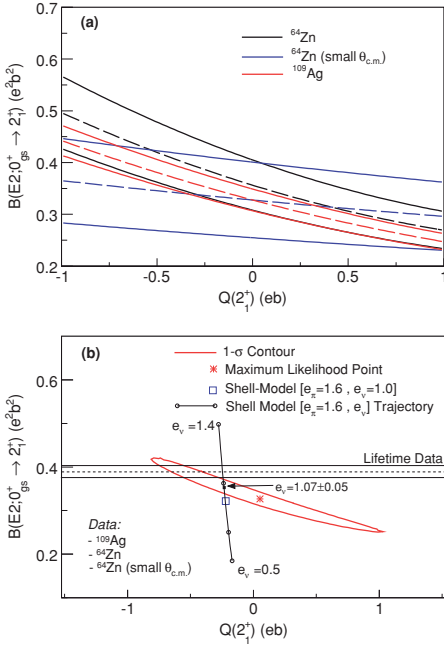 (a)
⁶⁴Zn
⁶⁴Zn (small θc.m.)
¹⁰⁹Ag
B(E2;0⁺gs → 2⁺1) (e²b²)
0.5
0.4
0.3
0.2
-1 -0.5 0 0.5 1
Q(2⁺1) (eb)
(b)
1-σ Contour
Maximum Likelihood Point
Shell-Model [eπ=1.6 , eν=1.0]
Shell Model [eπ=1.6 , eν] Trajectory
eν=1.4
Lifetime Data
eν=1.07±0.05
eν=0.5
Data:
- ¹⁰⁹Ag
- ⁶⁴Zn
- ⁶⁴Zn (small θc.m.)
B(E2;0⁺gs → 2⁺1) (e²b²)
0.6
0.4
0.2
-1 0 1
Q(2⁺1) (eb)